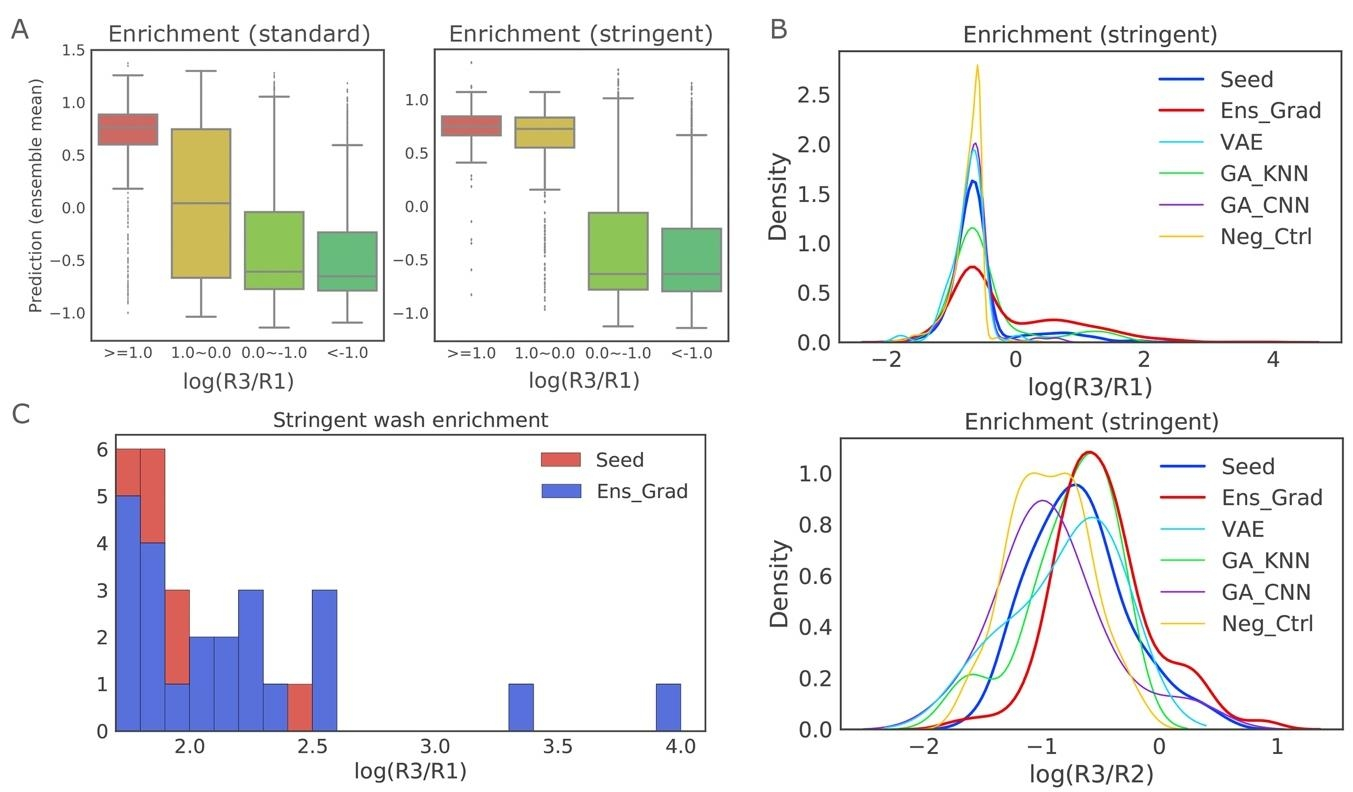 A
Enrichment (standard)
Prediction (ensemble mean)
1.5
1.0
0.5
0.0
−0.5
−1.0
>=1.0 1.0~0.0 0.0~-1.0 <-1.0
log(R3/R1)
Enrichment (stringent)
1.0
0.5
0.0
−0.5
−1.0
>=1.0 1.0~0.0 0.0~-1.0 <-1.0
log(R3/R1)
B
Enrichment (stringent)
Density
2.5
2.0
1.5
1.0
0.5
0.0
−2 0 2 4
log(R3/R1)
Seed
Ens_Grad
VAE
GA_KNN
GA_CNN
Neg_Ctrl
Enrichment (stringent)
Density
1.0
0.8
0.6
0.4
0.2
0.0
−2 −1 0 1
log(R3/R2)
Seed
Ens_Grad
VAE
GA_KNN
GA_CNN
Neg_Ctrl
C
Stringent wash enrichment
6
5
4
3
2
1
0
2.0 2.5 3.0 3.5 4.0
log(R3/R1)
Seed
Ens_Grad